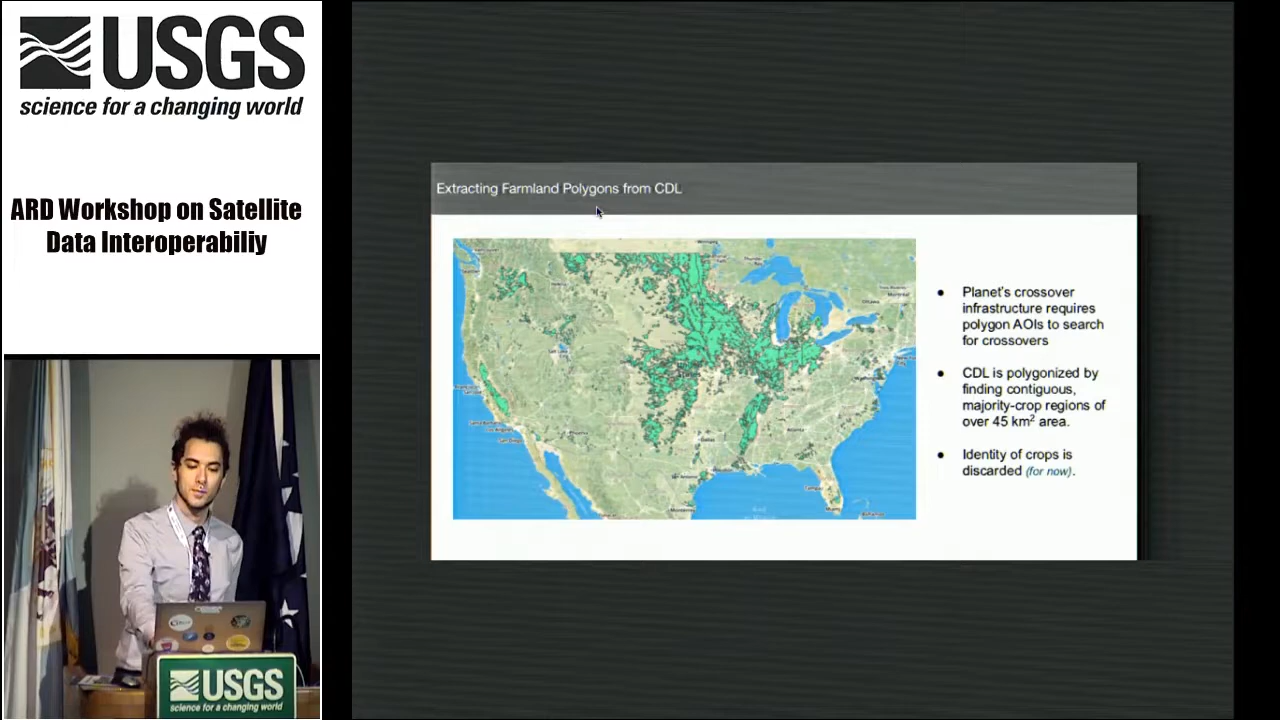 USGS
science for a changing world
ARD Workshop on Satellite
Data Interoperabiliy
Extracting Farmland Polygons from CDL
● Planet's crossover
infrastructure requires
polygon AOIs to search
for crossovers
● CDL is polygonized by
finding contiguous,
majority-crop regions of
over 45 km² area.
● Identity of crops is
discarded (for now).
USGS
science for a changing world